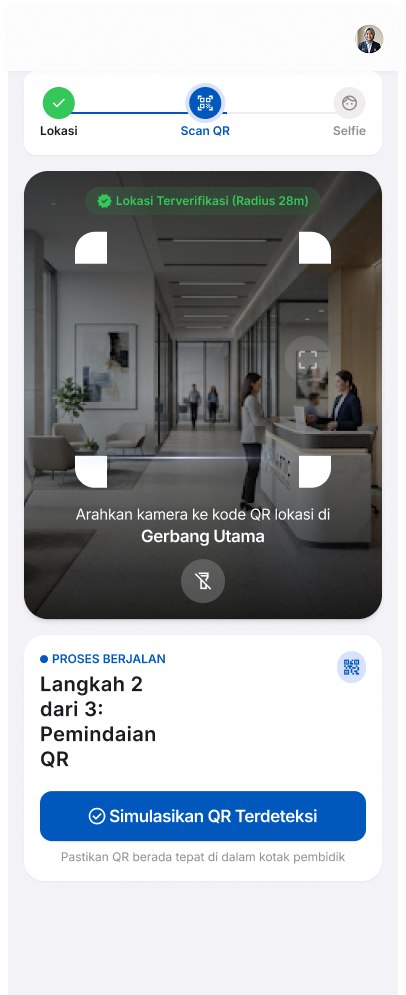 Lokasi
Scan QR
Selfie
Lokasi Terverifikasi (Radius 28m)
Arahkan kamera ke kode QR lokasi di
Gerbang Utama
PROSES BERJALAN
Langkah 2
dari 3:
Pemindaian
QR
Simulasikan QR Terdeteksi
Pastikan QR berada tepat di dalam kotak pembidik